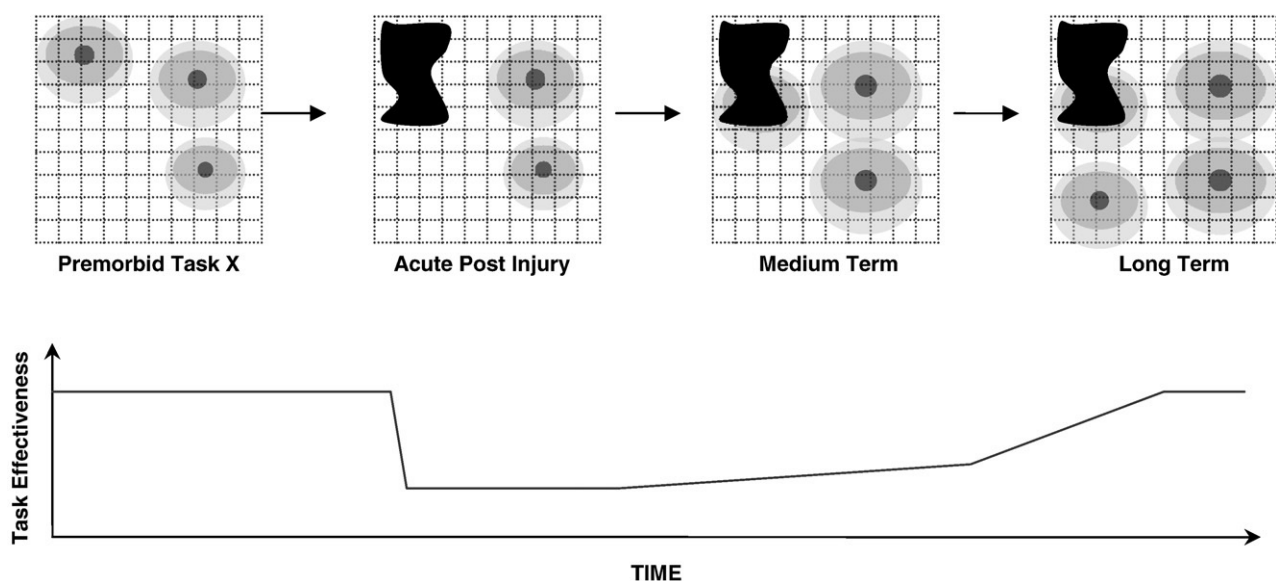 Premorbid Task X
Acute Post Injury
Medium Term
Long Term
Task Effectiveness
TIME